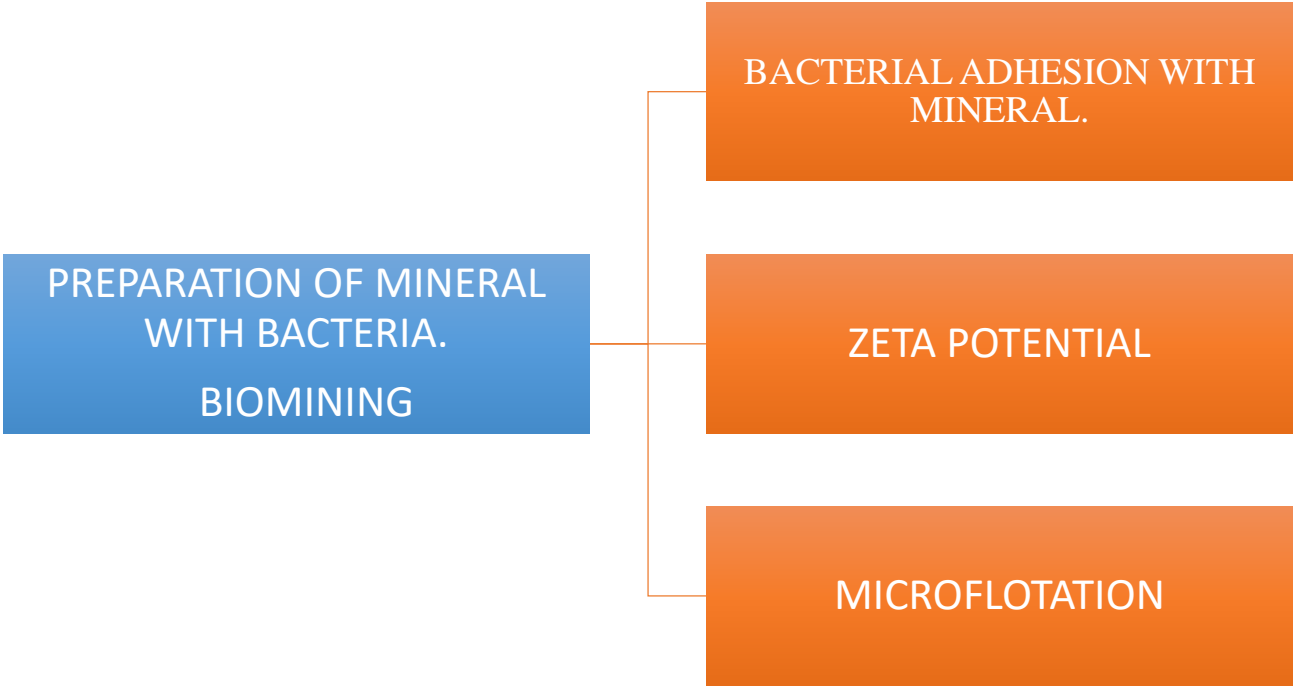 PREPARATION OF MINERAL
WITH BACTERIA.
BIOMINING
BACTERIAL ADHESION WITH
MINERAL.
ZETA POTENTIAL
MICROFLOTATION